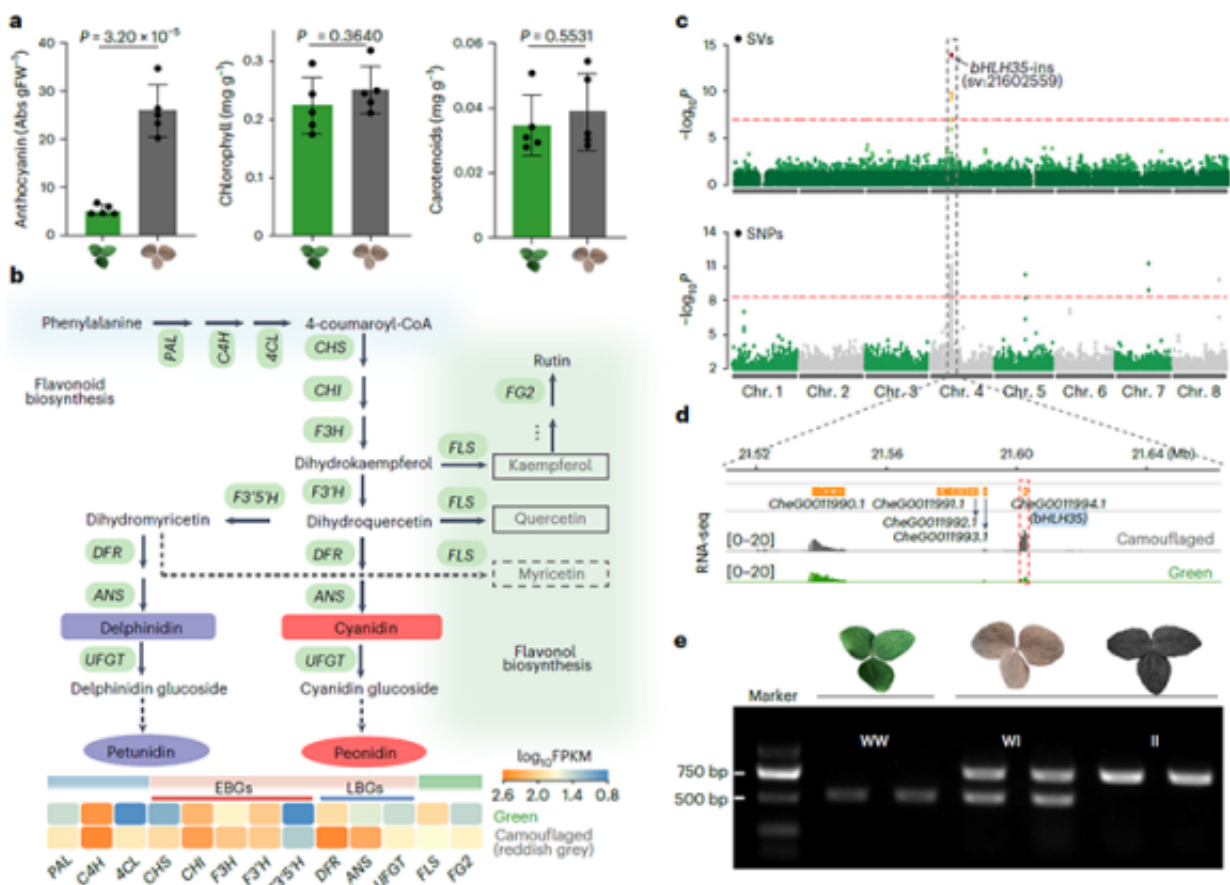 a
P = 3.20 × 10⁻⁵
Anthocyanin (Abs gFW⁻¹)
40
30
20
10
0
P = 0.3640
Chlorophyll (mg g⁻¹)
0.3
0.2
0.1
0
P = 0.5531
Carotenoids (mg g⁻¹)
0.06
0.04
0.02
0
b
Phenylalanine
PAL
C4H
4CL
4-coumaroyl-CoA
CHS
Flavonoid
biosynthesis
CHI
F3H
Rutin
FG2
Dihydrokaempferol
FLS
Kaempferol
F3'5'H
F3'H
Dihydromyricetin
Dihydroquercetin
FLS
Quercetin
DFR
DFR
FLS
Myricetin
ANS
ANS
Delphinidin
Cyanidin
Flavonol
biosynthesis
UFGT
UFGT
Delphinidin glucoside
Cyanidin glucoside
Petunidin
Peonidin
log₁₀FPKM
2.6 2.0 1.4 0.8
EBGs
LBGs
Green
Camouflaged
(reddish grey)
PAL
C4H
4CL
CHS
CHI
F3H
F3'H
F3'5'H
DFR
ANS
UFGT
FLS
FG2
c
SVs
bHLH35-ins
(sv:21602559)
−log₁₀P
15
10
5
0
SNPs
−log₁₀P
14
11
8
5
2
Chr. 1 Chr. 2 Chr. 3 Chr. 4 Chr. 5 Chr. 6 Chr. 7 Chr. 8
d
21.52 21.56 21.60 21.64 (Mb)
CheG0011990.1
CheG0011991.1
CheG0011994.1
CheG0011992.1
(bHLH35)
CheG0011993.1
RNA-seq
[0–20]
Camouflaged
[0–20]
Green
e
Marker
WW
WI
II
750 bp
500 bp